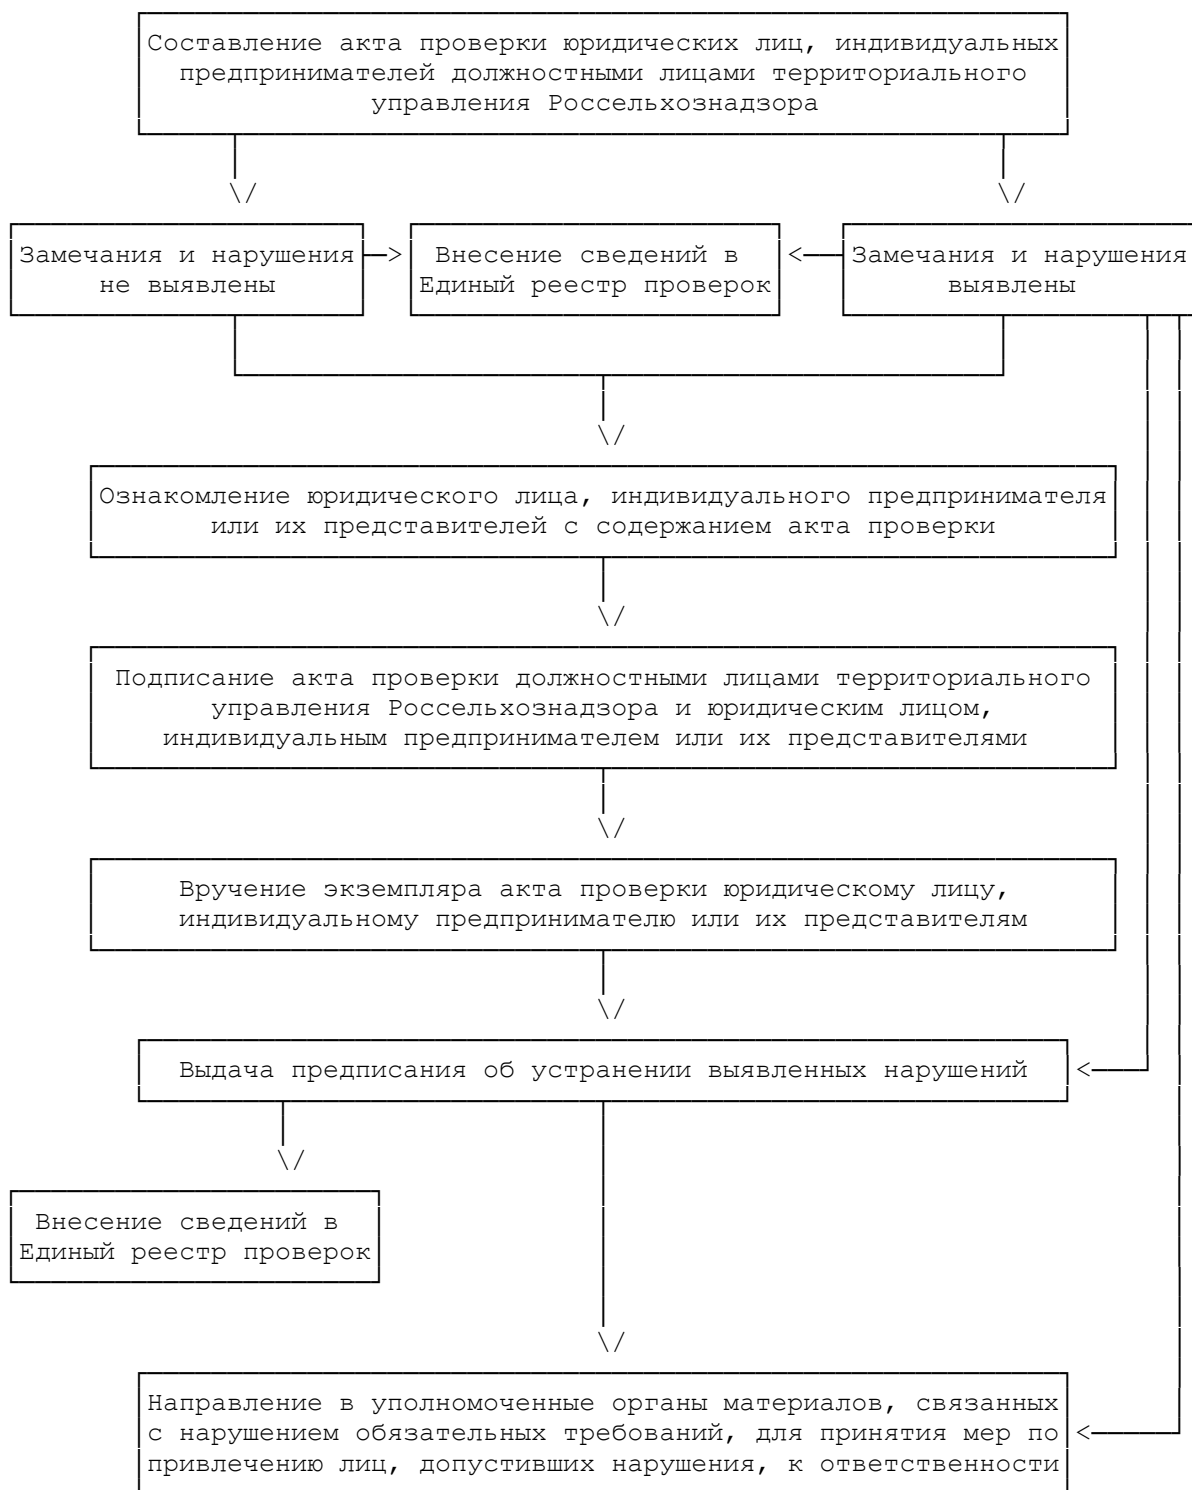 Составление акта проверки юридических лиц, индивидуальных
предпринимателей должностными лицами территориального
управления Россельхознадзора
Замечания и нарушения
не выявлены
Внесение сведений в
Единый реестр проверок
Замечания и нарушения
выявлены
Ознакомление юридического лица, индивидуального предпринимателя
или их представителей с содержанием акта проверки
Подписание акта проверки должностными лицами территориального
управления Россельхознадзора и юридическим лицом,
индивидуальным предпринимателем или их представителями
Вручение экземпляра акта проверки юридическому лицу,
индивидуальному предпринимателю или их представителям
Выдача предписания об устранении выявленных нарушений
Внесение сведений в
Единый реестр проверок
Направление в уполномоченные органы материалов, связанных
с нарушением обязательных требований, для принятия мер по
привлечению лиц, допустивших нарушения, к ответственности